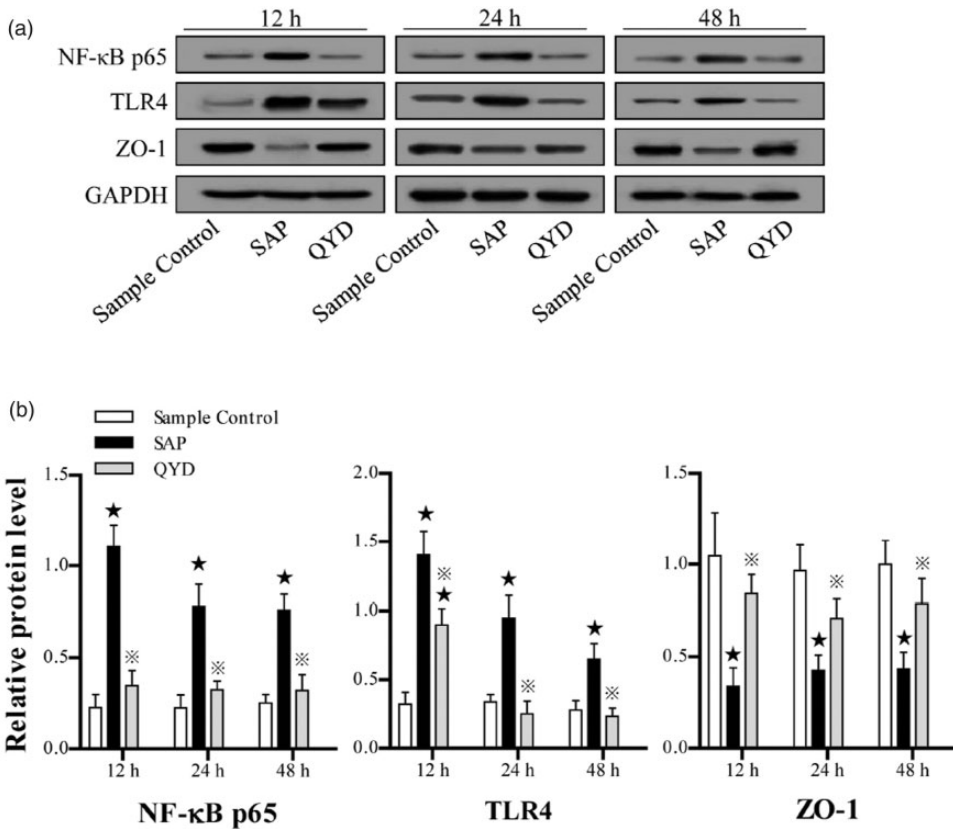 (a)
12 h 24 h 48 h
NF-κB p65
TLR4
ZO-1
GAPDH
Sample Control SAP QYD Sample Control SAP QYD Sample Control SAP QYD
(b)
Sample Control
SAP
QYD
Relative protein level
1.5
1.0
0.5
0.0
★ ※ ★ ※ ★ ※
12 h 24 h 48 h
NF-κB p65
2.0
1.5
1.0
0.5
0.0
★ ※ ★ ★ ※ ★ ※
12 h 24 h 48 h
TLR4
1.5
1.0
0.5
0.0
★ ※ ★ ※ ★ ※
12 h 24 h 48 h
ZO-1